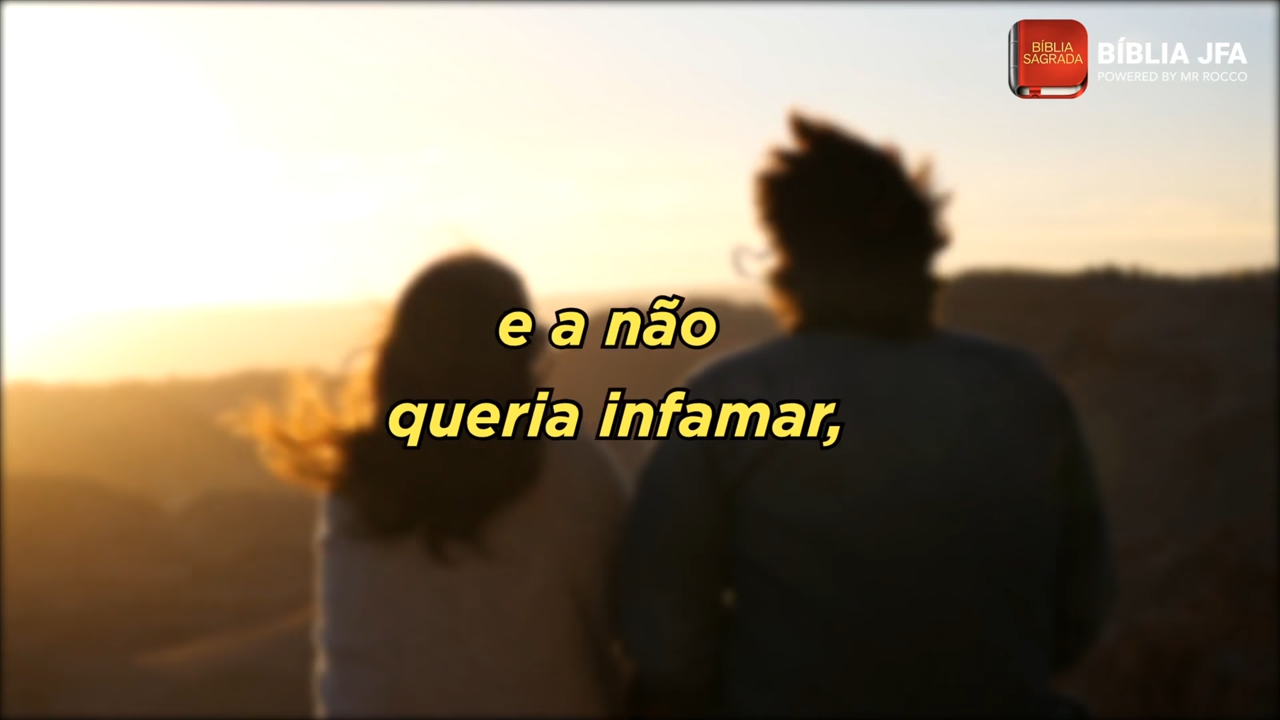 BÍBLIA
SAGRADA
BÍBLIA JFA
POWERED BY MR ROCCO
e a não
queria infamar,